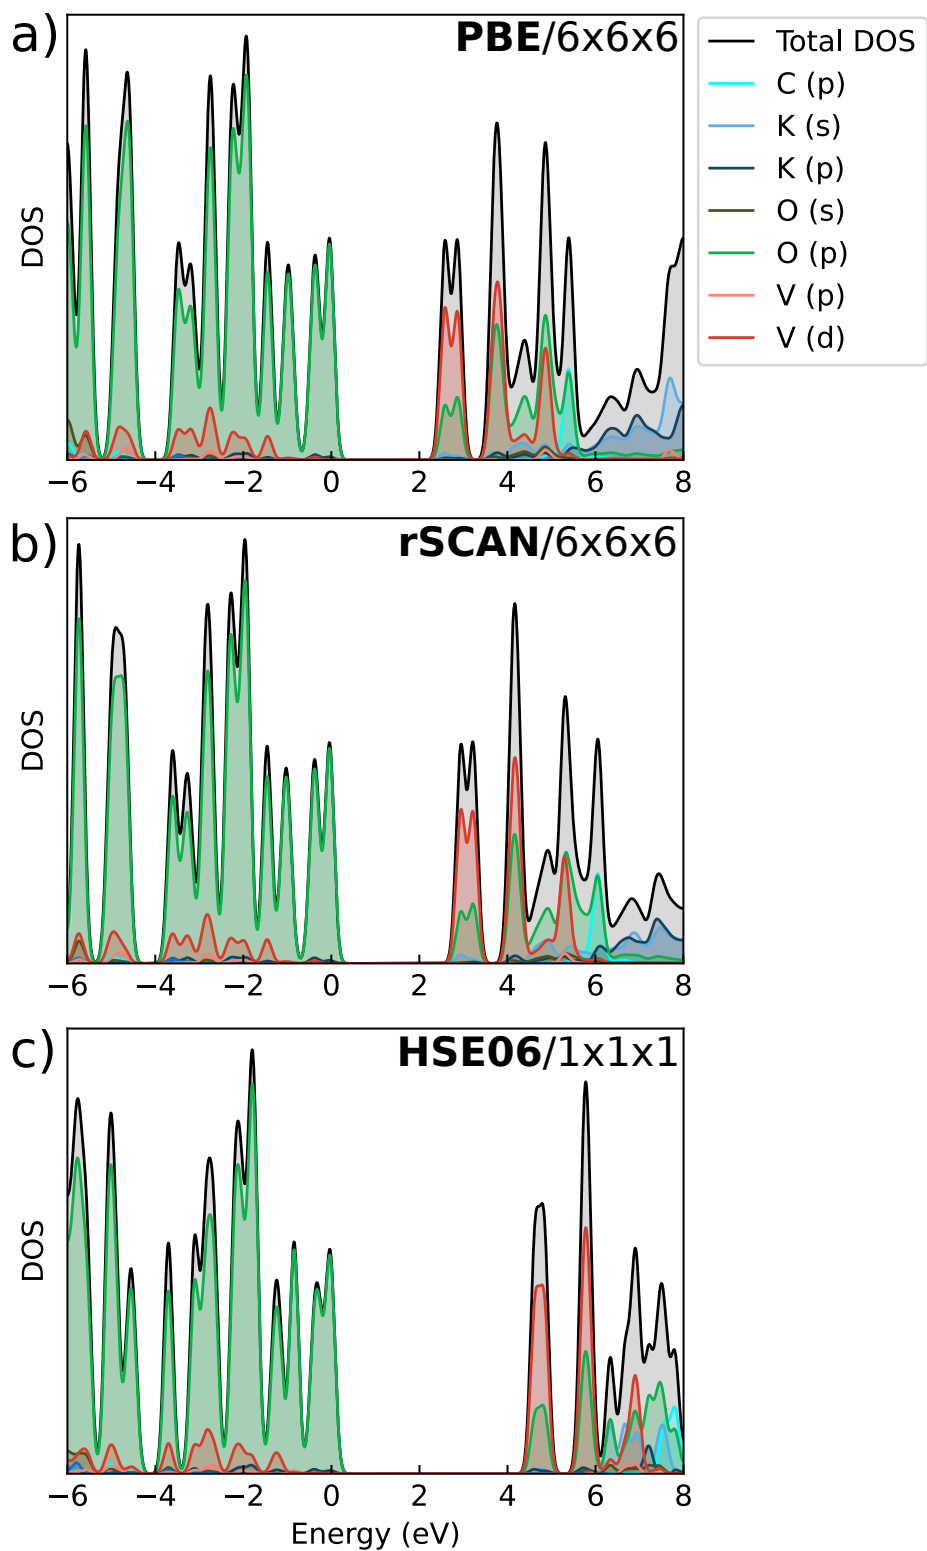 a)
PBE/6x6x6
DOS
−6 −4 −2 0 2 4 6 8
Total DOS
C (p)
K (s)
K (p)
O (s)
O (p)
V (p)
V (d)
b)
rSCAN/6x6x6
DOS
−6 −4 −2 0 2 4 6 8
c)
HSE06/1x1x1
DOS
−6 −4 −2 0 2 4 6 8
Energy (eV)